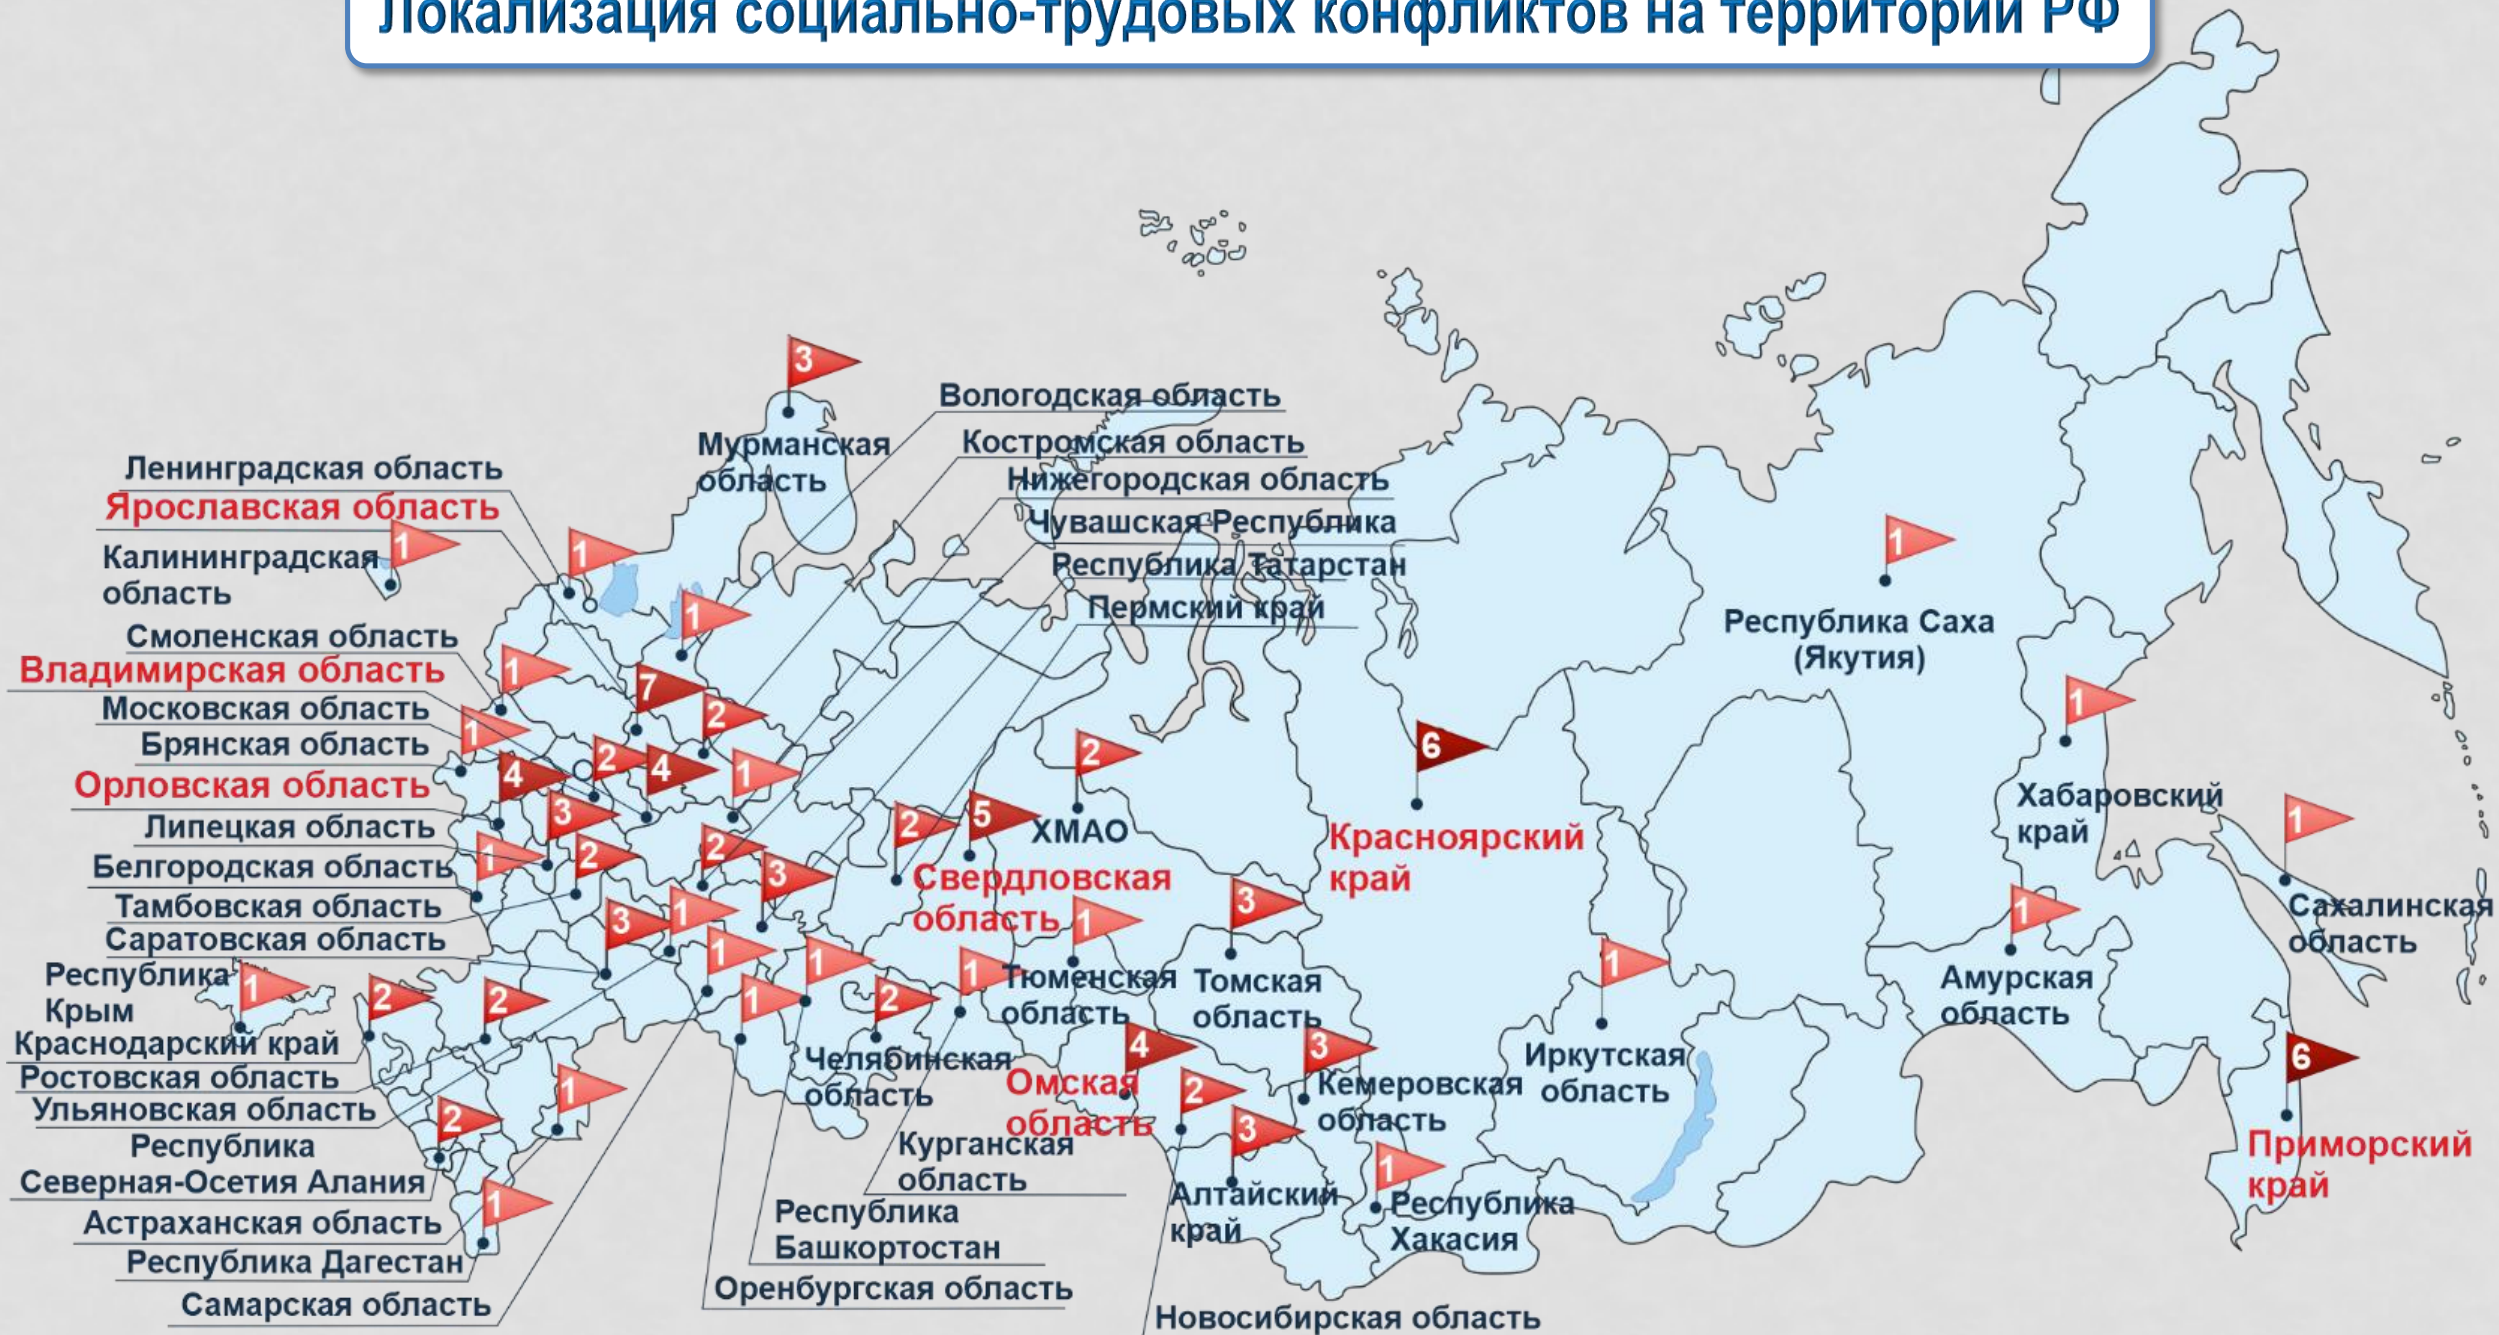 Локализация социально-трудовых конфликтов на территории РФ
3
Вологодская область
Мурманская
область
Костромская область
Ленинградская область
Нижегородская область
Ярославская область
Чувашская Республика
1
1
Калининградская
область
Республика Татарстан
Пермский край
1
1
Республика Саха
(Якутия)
Смоленская область
1
Владимирская область
1
7
Московская область
2
1
Брянская область
1
2
4
4
1
2
6
Орловская область
3
Липецкая область
2
5
ХМАО
Красноярский
край
Хабаровский
край
1
Белгородская область
1
2
2
3
Свердловская
область
Тамбовская область
3
1
1
3
1
Сахалинская
область
Саратовская область
1
1
1
1
Республика
Крым
1
2
2
1
2
Тюменская
область
Томская
область
Амурская
область
Краснодарский край
4
3
6
Ростовская область
Челябинская
область
Иркутская
область
Ульяновская область
1
2
Омская
область
2
3
Кемеровская
область
Республика
Северная-Осетия Алания
Курганская
область
1
Приморский
край
1
Астраханская область
Алтайский
край
Республика
Хакасия
Республика Дагестан
Республика
Башкортостан
Самарская область
Оренбургская область
Новосибирская область